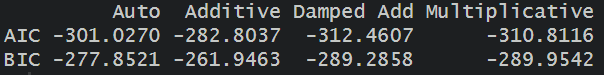 Auto Additive Damped Add Multiplicative
AIC -301.0270 -282.8037 -312.4607 -310.8116
BIC -277.8521 -261.9463 -289.2858 -289.9542